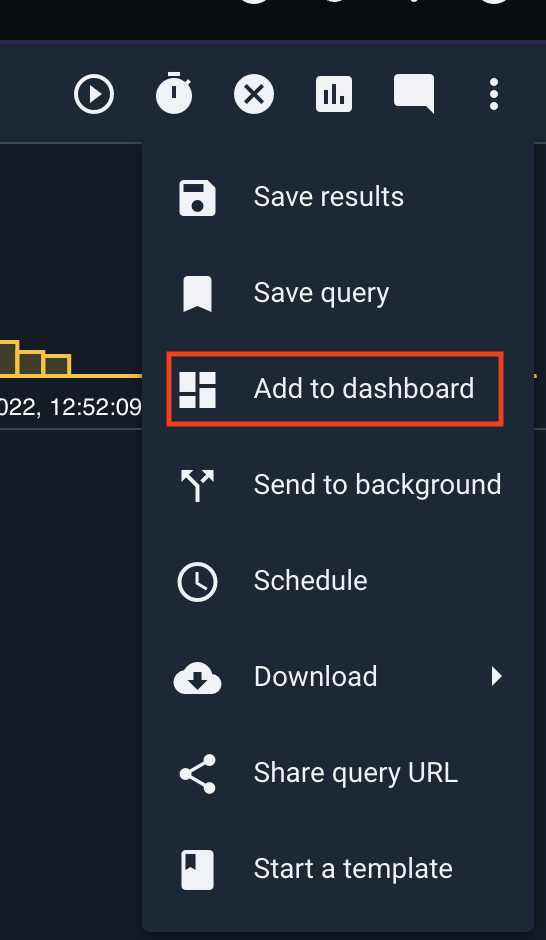 Save results
Save query
Add to dashboard
022, 12:52:09
Send to background
Schedule
Download
Share query URL
Start a template